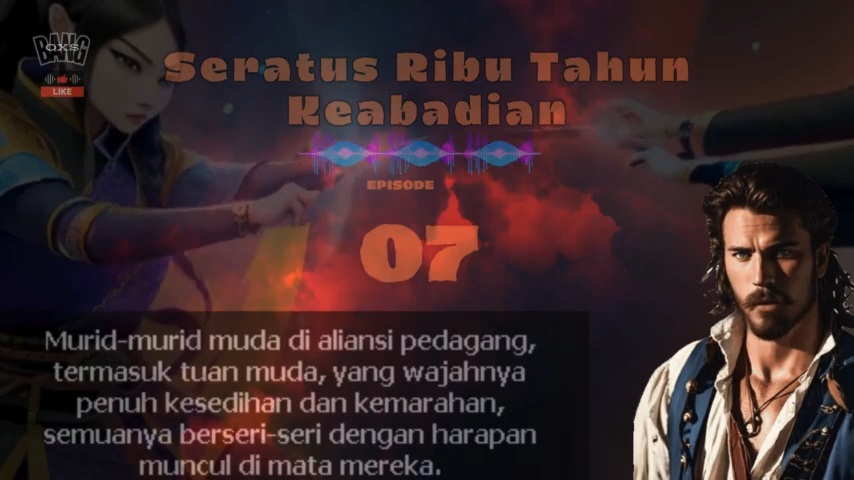 BANG
OXS
LIKE
Seratus Ribu Tahun
Keabadian
EPISODE
07
Murid-murid muda di aliansi pedagang,
termasuk tuan muda, yang wajahnya
penuh kesedihan dan kemarahan,
semuanya berseri-seri dengan harapan
muncul di mata mereka.